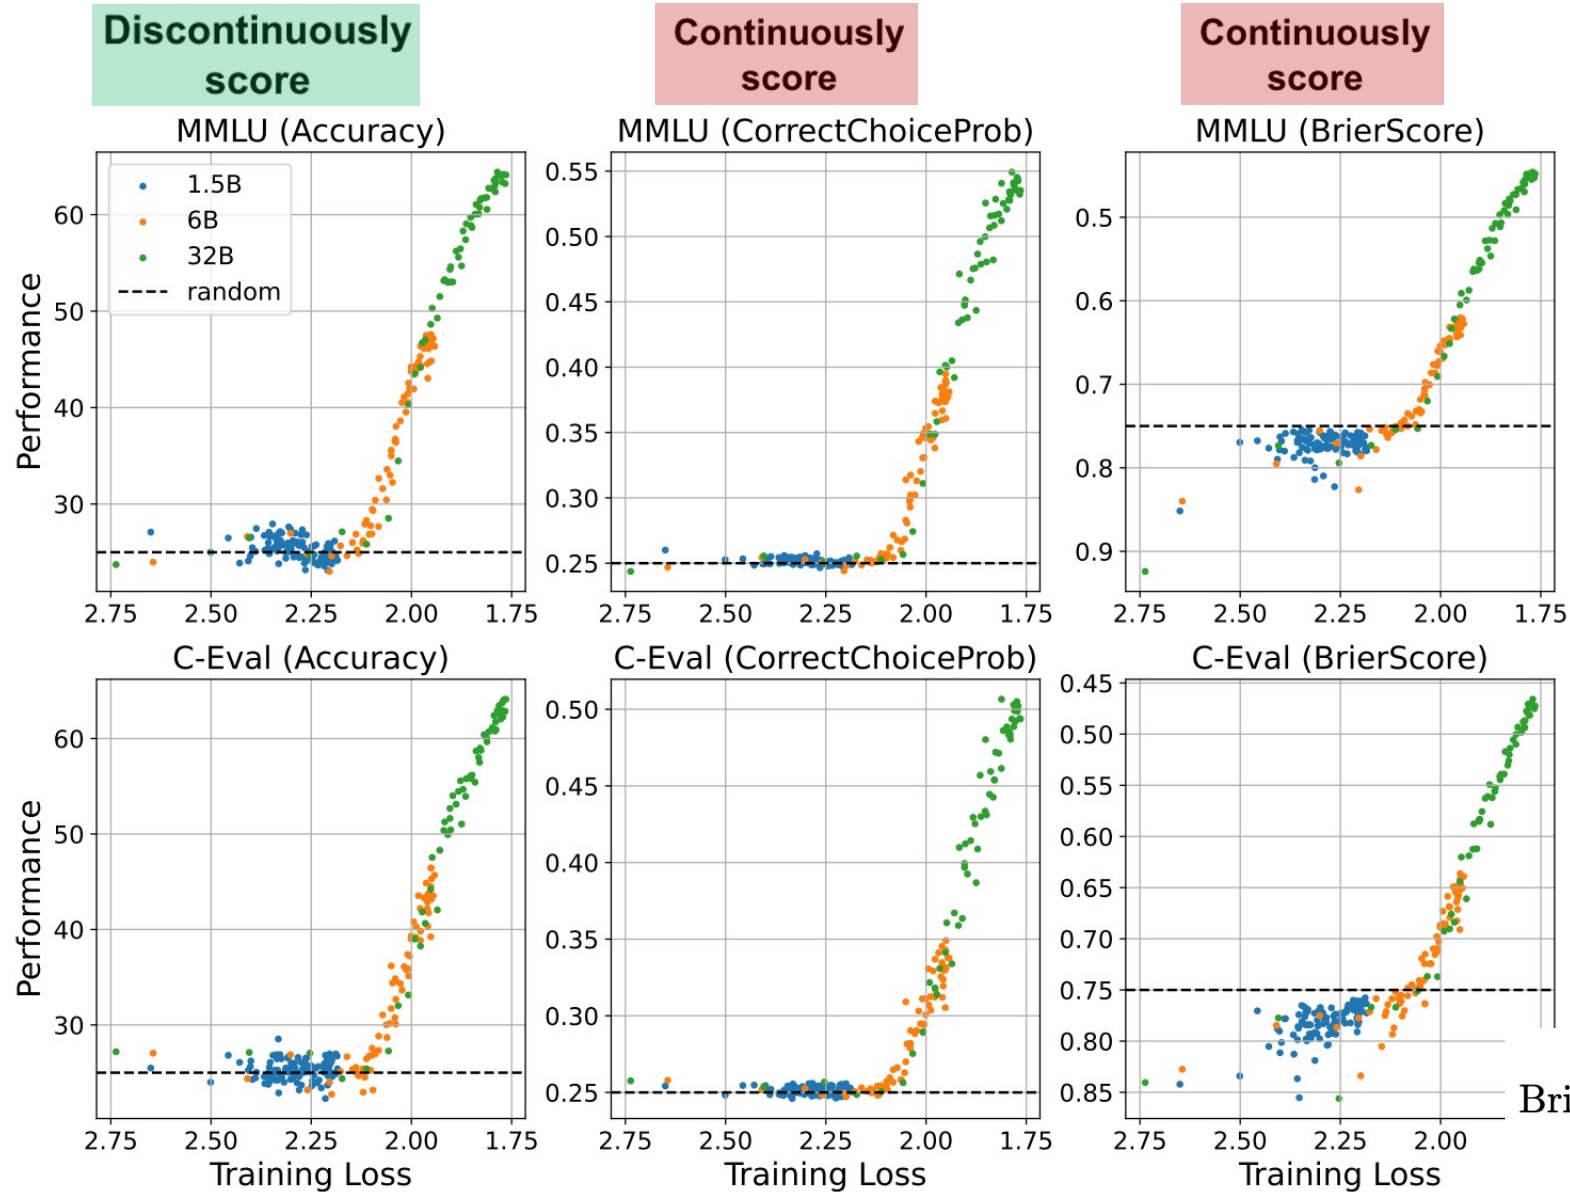 Discontinuously
score
Continuously
score
Continuously
score
MMLU (Accuracy)
MMLU (CorrectChoiceProb)
MMLU (BrierScore)
1.5B
6B
32B
random
Performance
60
50
40
30
2.75 2.50 2.25 2.00 1.75
0.55
0.50
0.45
0.40
0.35
0.30
0.25
2.75 2.50 2.25 2.00 1.75
0.5
0.6
0.7
0.8
0.9
2.75 2.50 2.25 2.00 1.75
C-Eval (Accuracy)
C-Eval (CorrectChoiceProb)
C-Eval (BrierScore)
Performance
60
50
40
30
2.75 2.50 2.25 2.00 1.75
Training Loss
0.50
0.45
0.40
0.35
0.30
0.25
2.75 2.50 2.25 2.00 1.75
Training Loss
0.45
0.50
0.55
0.60
0.65
0.70
0.75
0.80
0.85
2.75 2.50 2.25 2.00
Training Loss
Bri